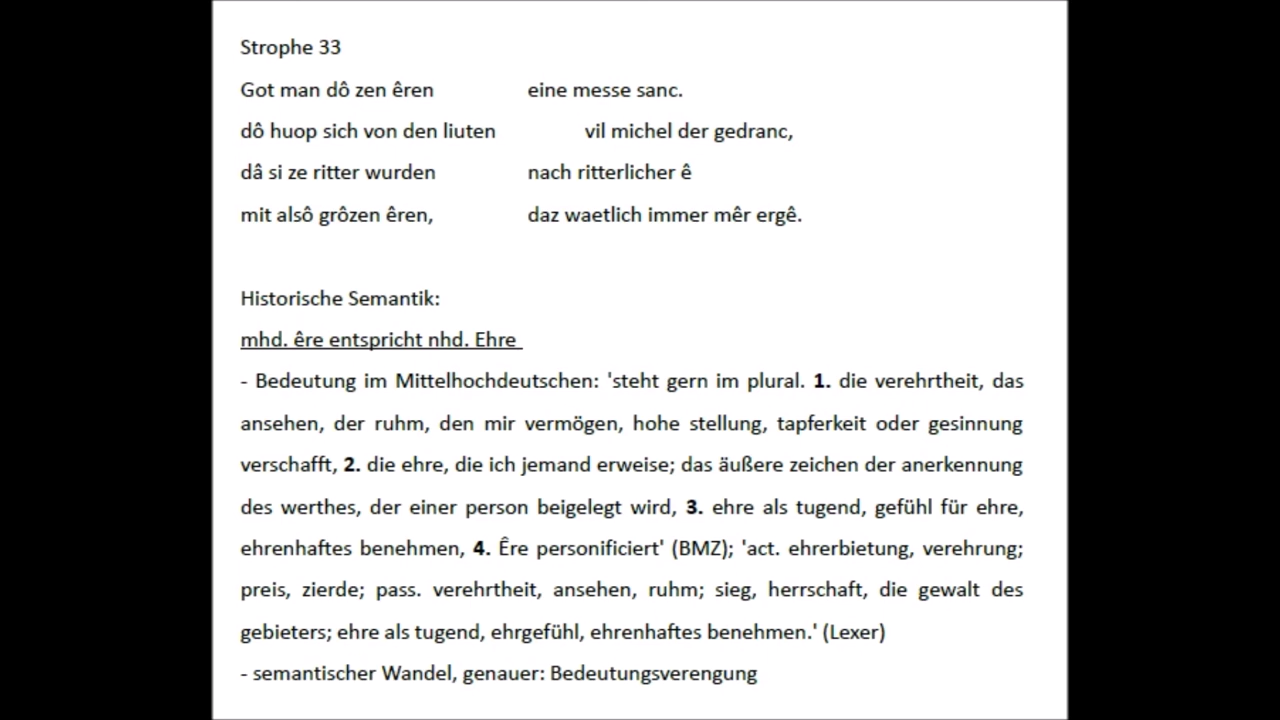 Strophe 33
Got man dô zen êren eine messe sanc.
dô huop sich von den liuten vil michel der gedranc,
dâ si ze ritter wurden nach ritterlicher ê
mit alsô grôzen êren, daz waetlich immer mêr ergê.
Historische Semantik:
mhd. êre entspricht nhd. Ehre
- Bedeutung im Mittelhochdeutschen: 'steht gern im plural. 1. die verehrtheit, das
ansehen, der ruhm, den mir vermögen, hohe stellung, tapferkeit oder gesinnung
verschafft, 2. die ehre, die ich jemand erweise; das äußere zeichen der anerkennung
des werthes, der einer person beigelegt wird, 3. ehre als tugend, gefühl für ehre,
ehrenhaftes benehmen, 4. Êre personificiert' (BMZ); 'act. ehrerbietung, verehrung;
preis, zierde; pass. verehrtheit, ansehen, ruhm; sieg, herrschaft, die gewalt des
gebieters; ehre als tugend, ehrgefühl, ehrenhaftes benehmen.' (Lexer)
- semantischer Wandel, genauer: Bedeutungsverengung